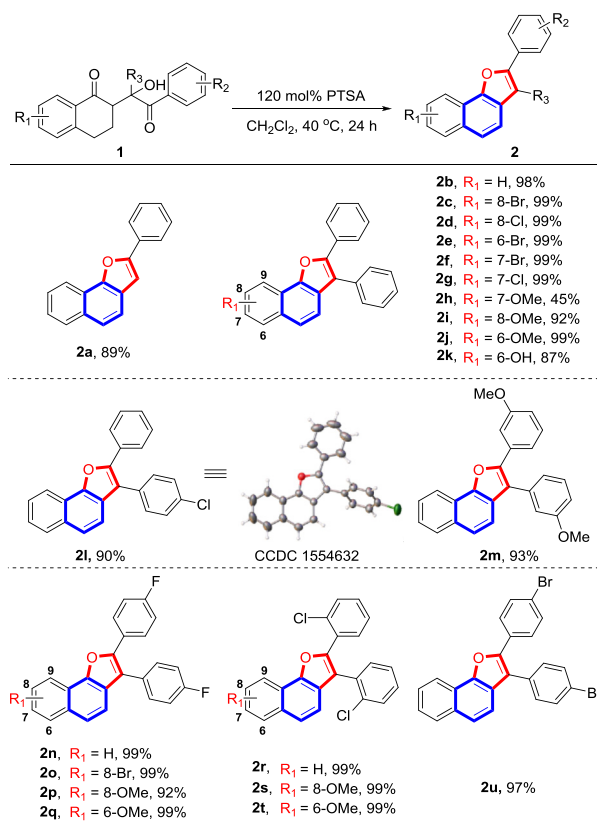 O
R3
OH
R2
R1
O
1
120 mol% PTSA
CH2Cl2, 40 °C, 24 h
R2
O
R3
R1
2
O
2a, 89%
O
8
9
R1
7
6
2b, R1 = H, 98%
2c, R1 = 8-Br, 99%
2d, R1 = 8-Cl, 99%
2e, R1 = 6-Br, 99%
2f, R1 = 7-Br, 99%
2g, R1 = 7-Cl, 99%
2h, R1 = 7-OMe, 45%
2i, R1 = 8-OMe, 92%
2j, R1 = 6-OMe, 99%
2k, R1 = 6-OH, 87%
O
Cl
2l, 90%
CCDC 1554632
MeO
O
OMe
2m, 93%
F
O
F
8
9
R1
7
6
2n, R1 = H, 99%
2o, R1 = 8-Br, 99%
2p, R1 = 8-OMe, 92%
2q, R1 = 6-OMe, 99%
Cl
O
Cl
8
9
R1
7
6
2r, R1 = H, 99%
2s, R1 = 8-OMe, 99%
2t, R1 = 6-OMe, 99%
Br
O
B
2u, 97%